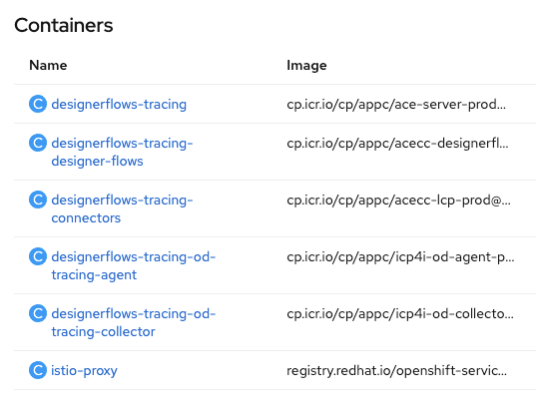 Containers
Name Image
C designerflows-tracing cp.icr.io/cp/appc/ace-server-prod...
C designerflows-tracing- cp.icr.io/cp/appc/acecc-designerfl...
designer-flows
C designerflows-tracing- cp.icr.io/cp/appc/acecc-lcp-prod@...
connectors
C designerflows-tracing-od- cp.icr.io/cp/appc/icp4i-od-agent-p...
tracing-agent
C designerflows-tracing-od- cp.icr.io/cp/appc/icp4i-od-collecto...
tracing-collector
C istio-proxy registry.redhat.io/openshift-servic...